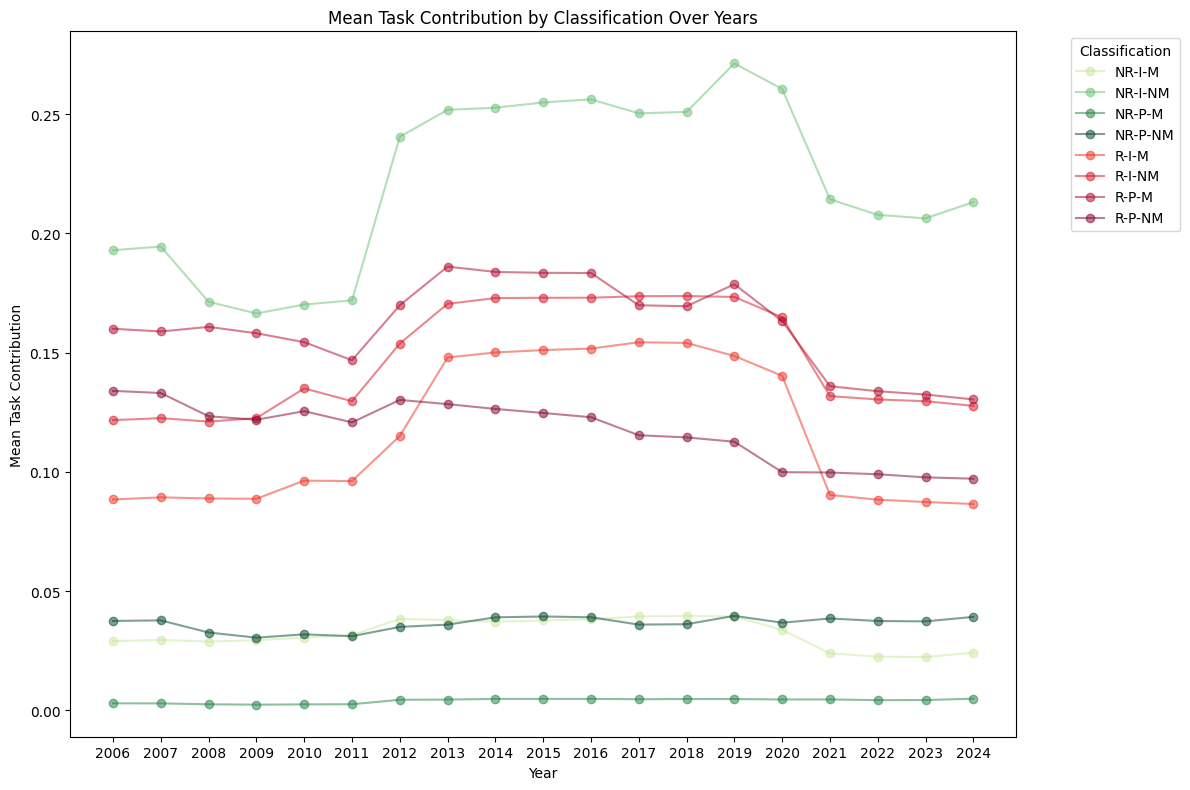 Mean Task Contribution by Classification Over Years
Mean Task Contribution
0.25
0.20
0.15
0.10
0.05
0.00
2006 2007 2008 2009 2010 2011 2012 2013 2014 2015 2016 2017 2018 2019 2020 2021 2022 2023 2024
Year
Classification
NR-I-M
NR-I-NM
NR-P-M
NR-P-NM
R-I-M
R-I-NM
R-P-M
R-P-NM